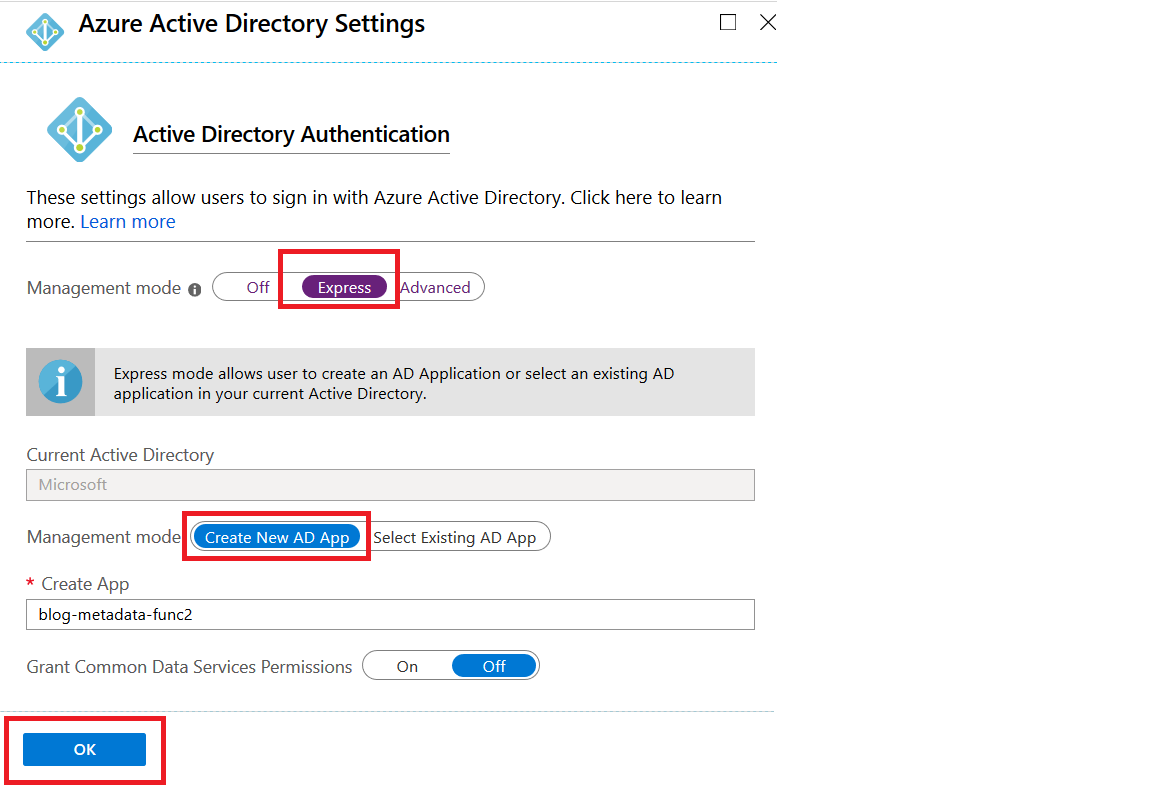 Azure Active Directory Settings
Active Directory Authentication
These settings allow users to sign in with Azure Active Directory. Click here to learn
more. Learn more
Management mode Off Express Advanced
Express mode allows user to create an AD Application or select an existing AD
application in your current Active Directory.
Current Active Directory
Microsoft
Management mode Create New AD App Select Existing AD App
* Create App
blog-metadata-func2
Grant Common Data Services Permissions On Off
OK